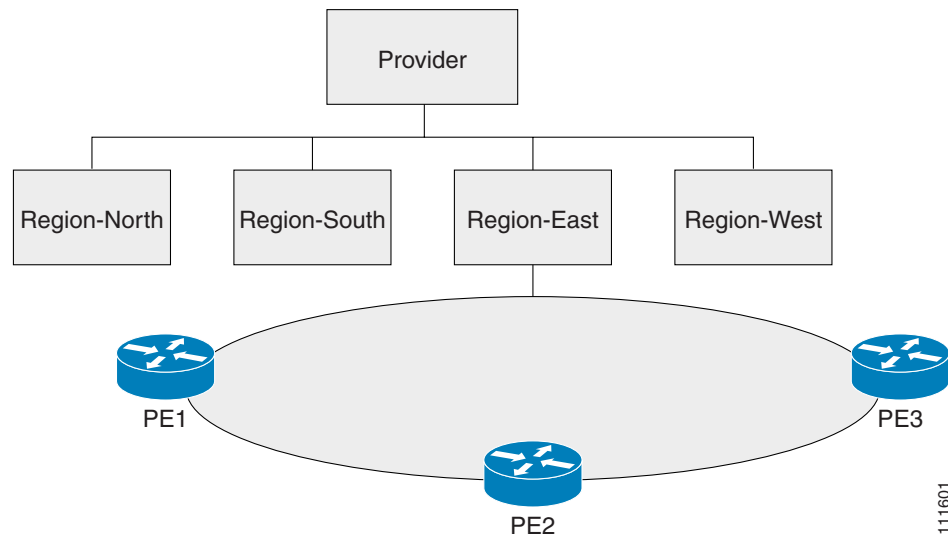 Provider
Region-North
Region-South
Region-East
Region-West
PE1
PE3
PE2
111601